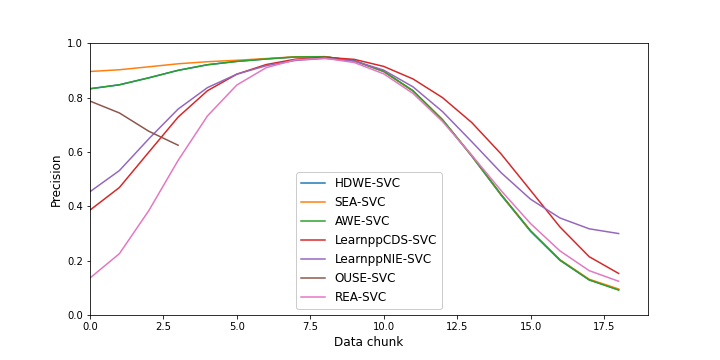 1.0
0.8
0.6
0.4
0.2
0.0
Precision
HDWE-SVC
SEA-SVC
AWE-SVC
LearnppCDS-SVC
LearnppNIE-SVC
OUSE-SVC
REA-SVC
0.0 2.5 5.0 7.5 10.0 12.5 15.0 17.5
Data chunk